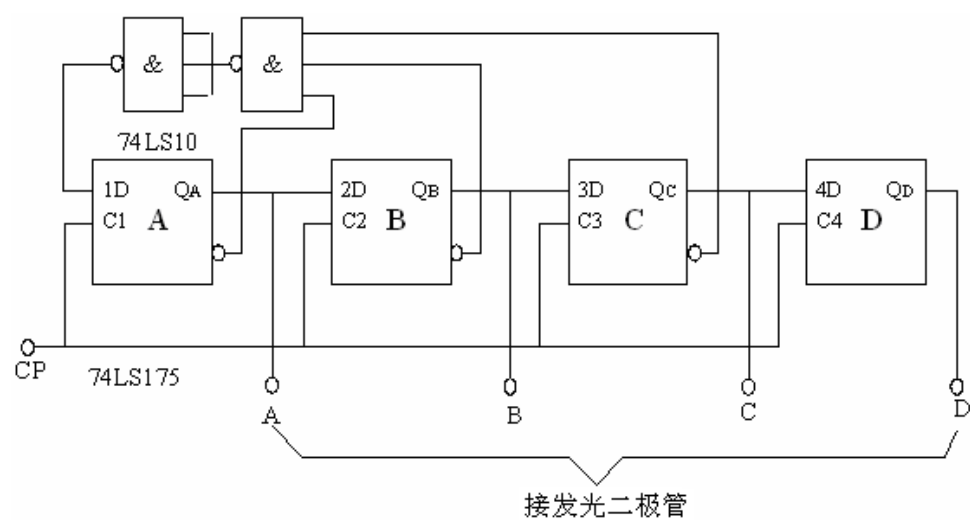 & &
74LS10
1D QA 2D QB 3D QC 4D QD
C1 A C2 B C3 C C4 D
CP 74LS175
A B C D
接发光二极管